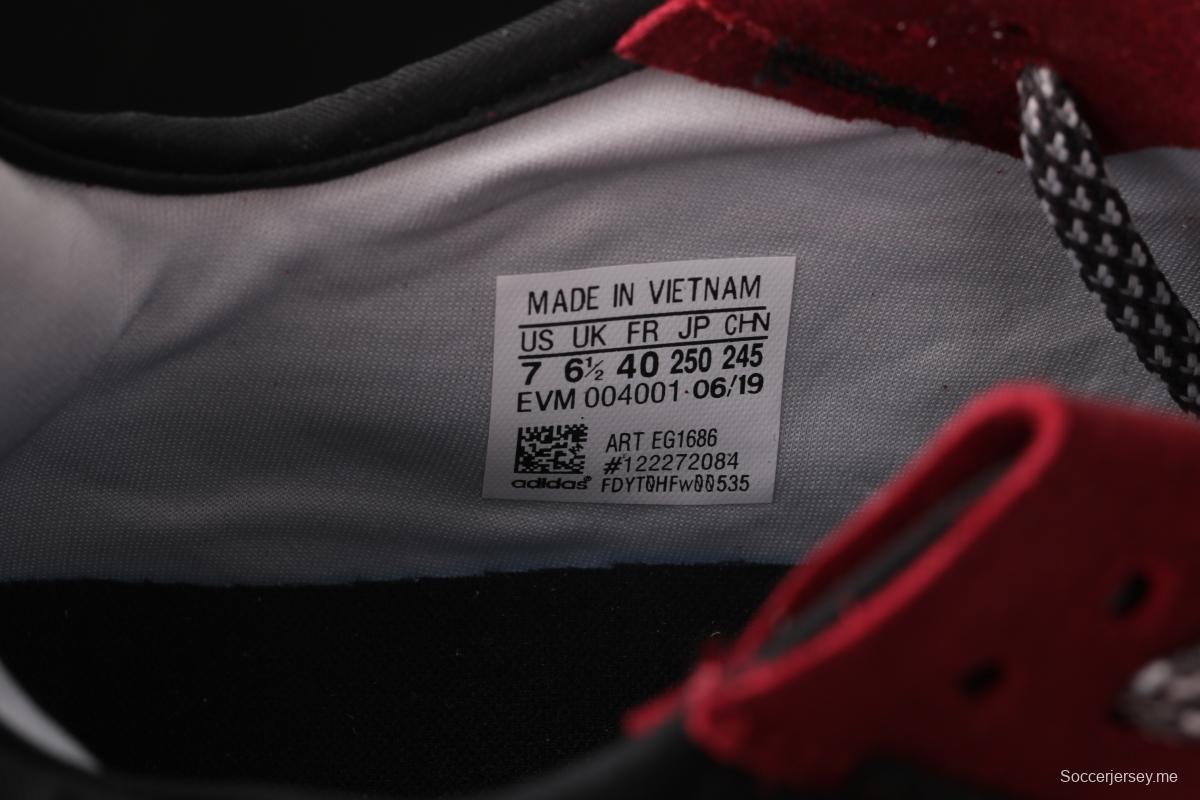 MADE IN VIETNAM
US UK FR JP CHN
7 6½ 40 250 245
EVM 004001·06/19
ART EG1686
#122272084
adidas® FDYT0HFw00535
Soccerjersey.me